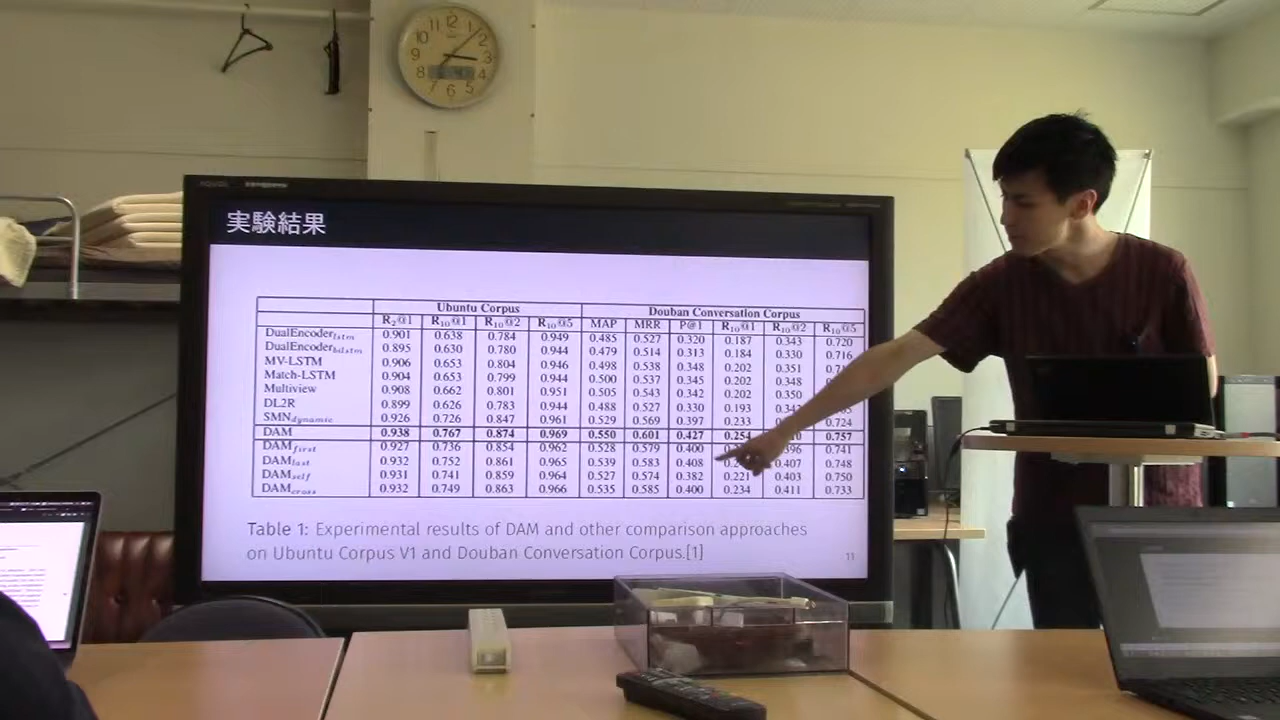 実験結果
Ubuntu Corpus Douban Conversation Corpus
R2@1 R10@1 R10@2 R10@5 MAP MRR P@1 R10@1 R10@2 R10@5
DualEncoderlstm 0.901 0.638 0.784 0.949 0.485 0.527 0.320 0.187 0.343 0.720
DualEncoderbilstm 0.895 0.630 0.780 0.944 0.479 0.514 0.313 0.184 0.330 0.716
MV-LSTM 0.906 0.653 0.804 0.946 0.498 0.538 0.348 0.202 0.351
Match-LSTM 0.904 0.653 0.799 0.944 0.500 0.537 0.345 0.202 0.348
Multiview 0.908 0.662 0.801 0.951 0.505 0.543 0.342 0.202 0.350
DL2R 0.899 0.626 0.783 0.944 0.488 0.527 0.330 0.193
SMNdynamic 0.926 0.726 0.847 0.961 0.529 0.569 0.397 0.233 0.724
DAM 0.938 0.767 0.874 0.969 0.550 0.601 0.427 0.254 0.757
DAMfirst 0.927 0.736 0.854 0.962 0.528 0.579 0.400 0.741
DAMlast 0.932 0.752 0.861 0.965 0.539 0.583 0.408 0.407 0.748
DAMself 0.931 0.741 0.859 0.964 0.527 0.574 0.382 0.221 0.403 0.750
DAMcross 0.932 0.749 0.863 0.966 0.535 0.585 0.400 0.234 0.411 0.733
Table 1: Experimental results of DAM and other comparison approaches
on Ubuntu Corpus V1 and Douban Conversation Corpus.[1]
11